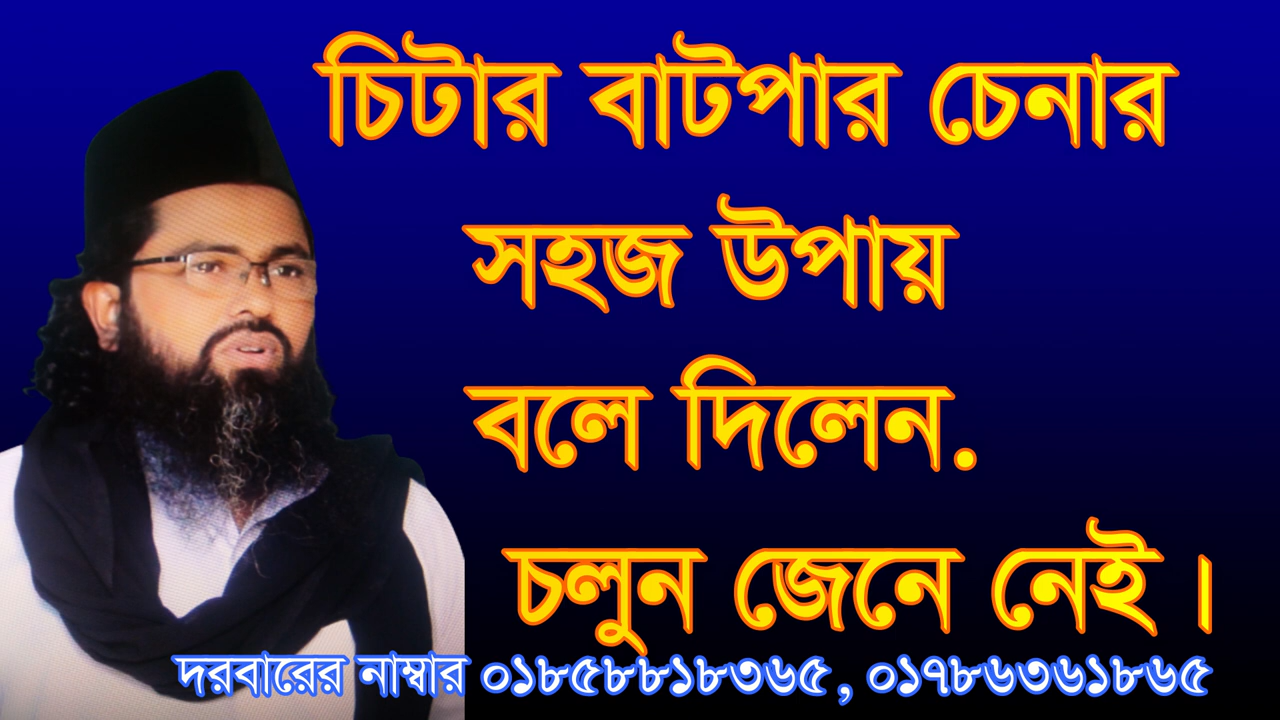 চিটার বাটপার চেনার
সহজ উপায়
বলে দিলেন.
চলুন জেনে নেই।
দরবারের নাম্বার ০১৮৫৮৮১৮৩৬৫, ০১৭৮৬৩৬১৮৬৫